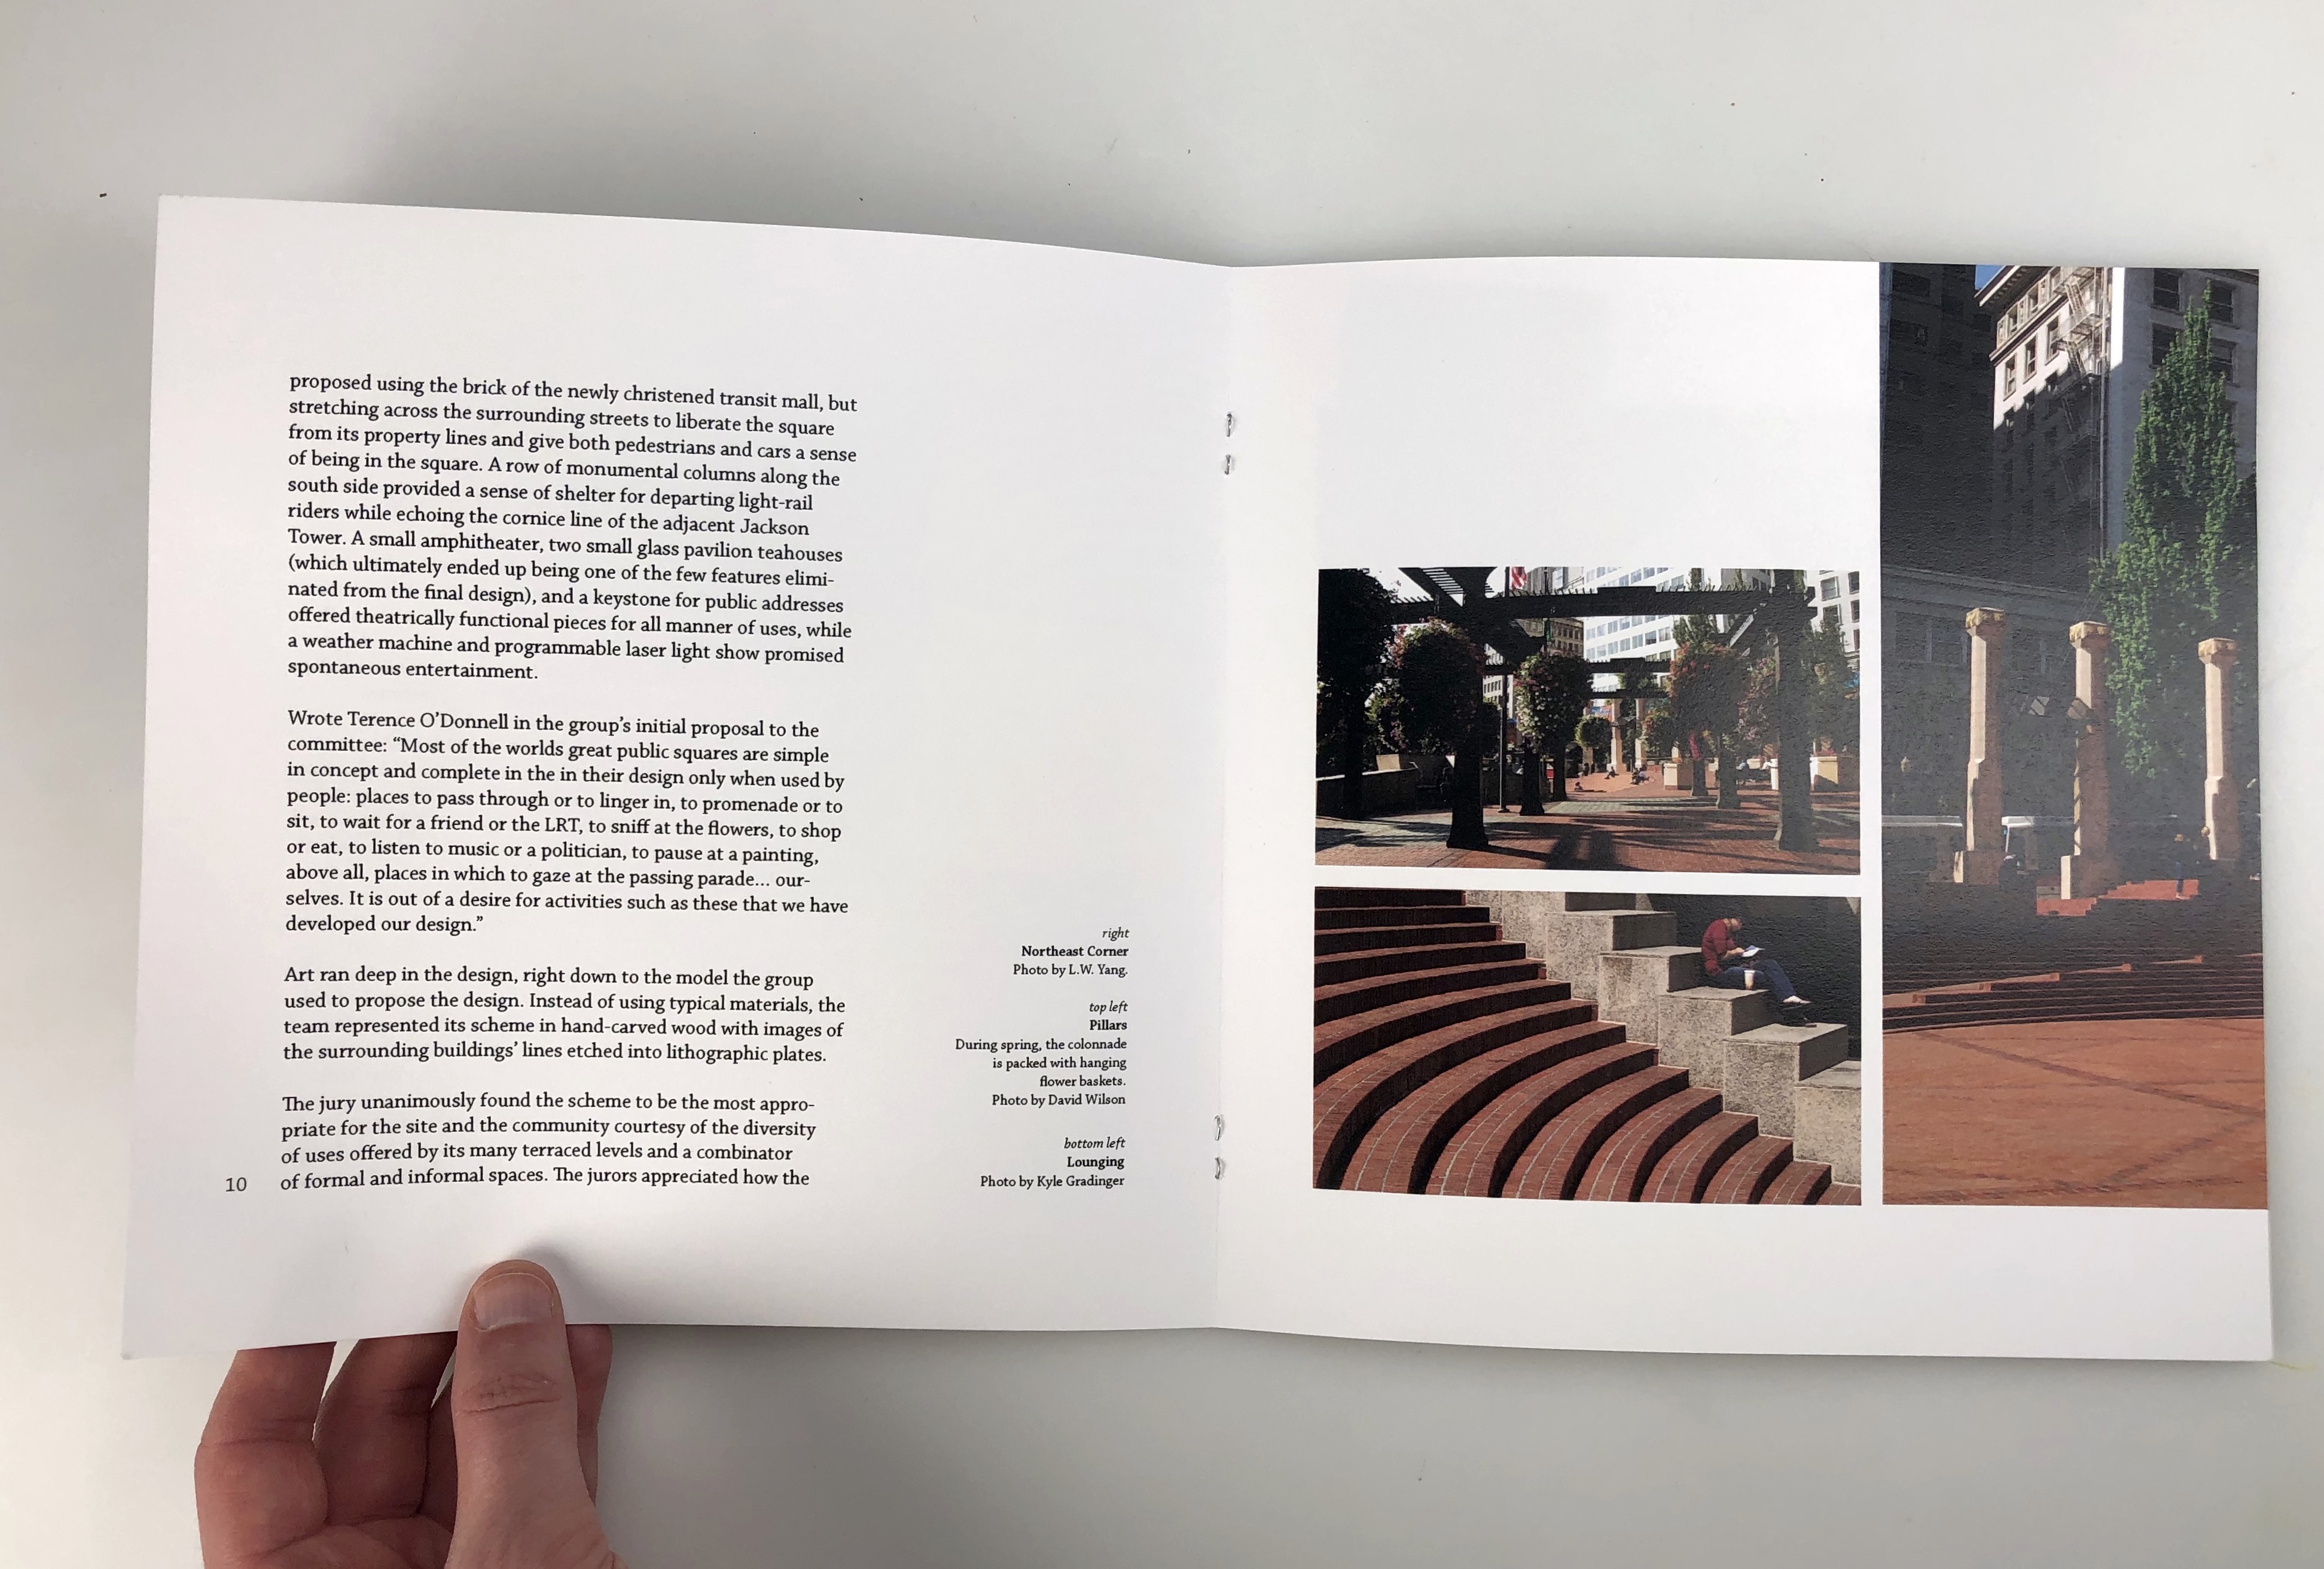 proposed using the brick of the newly christened transit mall, but
stretching across the surrounding streets to liberate the square
from its property lines and give both pedestrians and cars a sense
of being in the square. A row of monumental columns along the
south side provided a sense of shelter for departing light-rail
riders while echoing the cornice line of the adjacent Jackson
Tower. A small amphitheater, two small glass pavilion teahouses
(which ultimately ended up being one of the few features elimi-
nated from the final design), and a keystone for public addresses
offered theatrically functional pieces for all manner of uses, while
a weather machine and programmable laser light show promised
spontaneous entertainment.
Wrote Terence O’Donnell in the group’s initial proposal to the
committee: “Most of the worlds great public squares are simple
in concept and complete in the in their design only when used by
people: places to pass through or to linger in, to promenade or to
sit, to wait for a friend or the LRT, to sniff at the flowers, to shop
or eat, to listen to music or a politician, to pause at a painting,
above all, places in which to gaze at the passing parade... our-
selves. It is out of a desire for activities such as these that we have
developed our design.”
Art ran deep in the design, right down to the model the group
used to propose the design. Instead of using typical materials, the
team represented its scheme in hand-carved wood with images of
the surrounding buildings’ lines etched into lithographic plates.
The jury unanimously found the scheme to be the most appro-
priate for the site and the community courtesy of the diversity
of uses offered by its many terraced levels and a combinator
of formal and informal spaces. The jurors appreciated how the
10
right
Northeast Corner
Photo by L.W. Yang.
top left
Pillars
During spring, the colonnade
is packed with hanging
flower baskets.
Photo by David Wilson
bottom left
Lounging
Photo by Kyle Gradinger